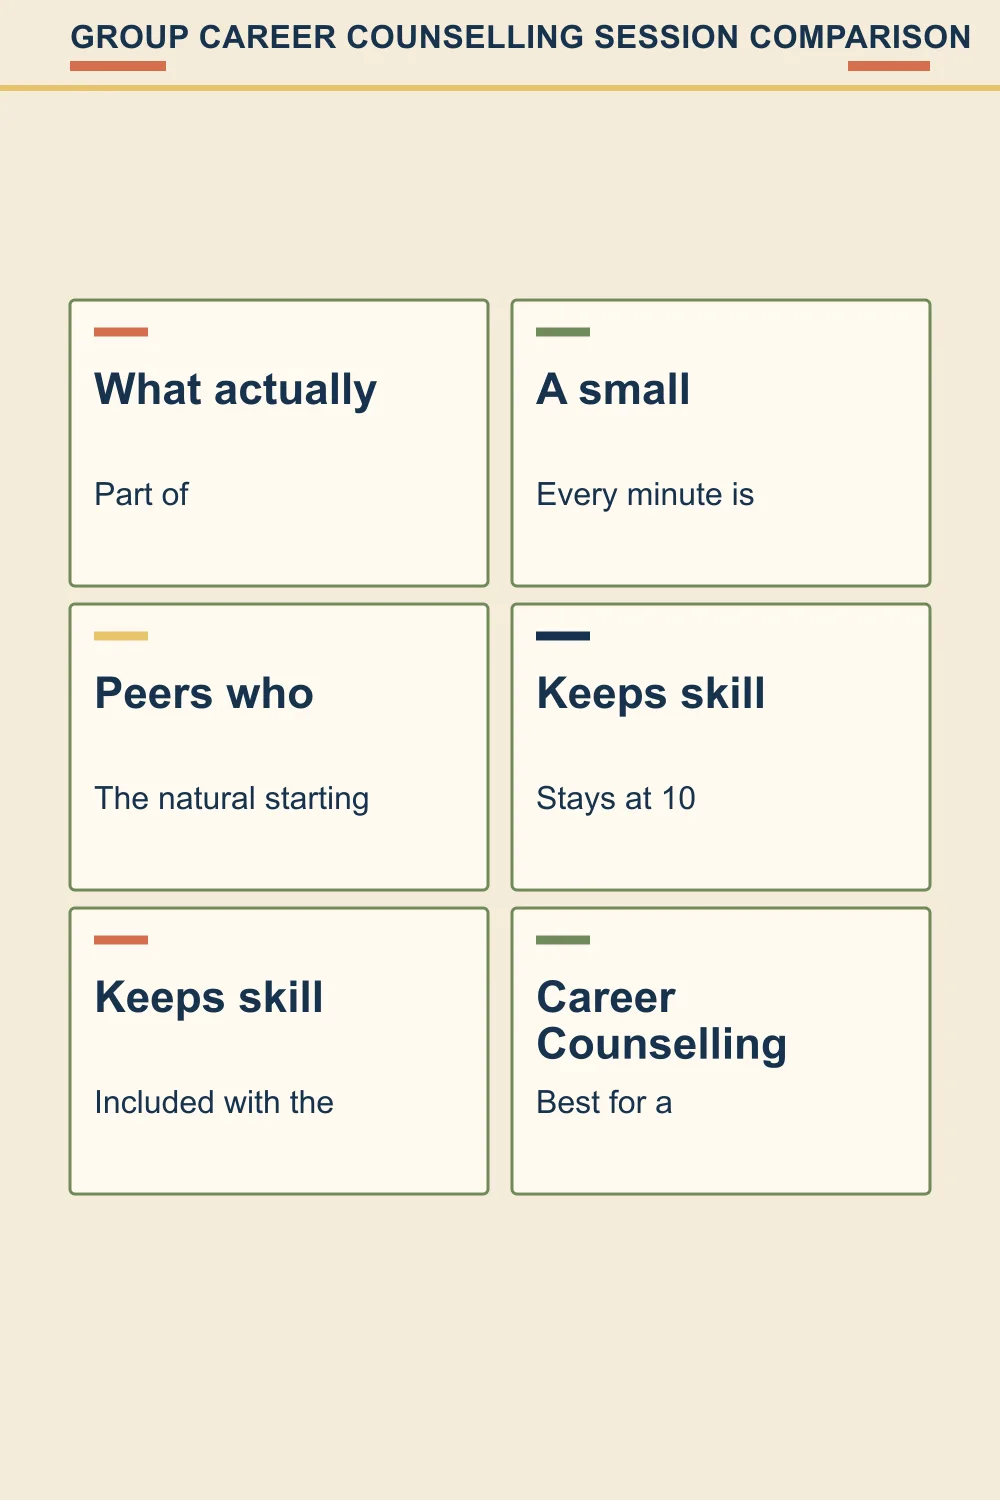 GROUP CAREER COUNSELLING SESSION COMPARISON
What actually
Part of
A small
Every minute is
Peers who
The natural starting
Keeps skill
Stays at 10
Keeps skill
Included with the
Career
Counselling
Best for a